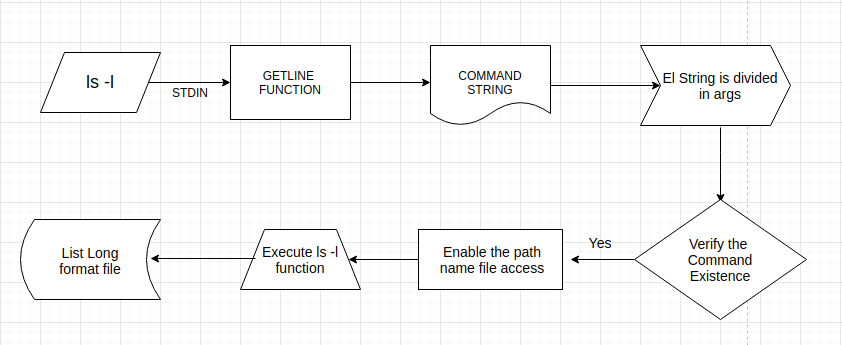 ls -l
STDIN
GETLINE
FUNCTION
COMMAND
STRING
El String is divided
in args
Verify the
Command
Existence
Yes
Enable the path
name file access
Execute ls -l
function
List Long
format file